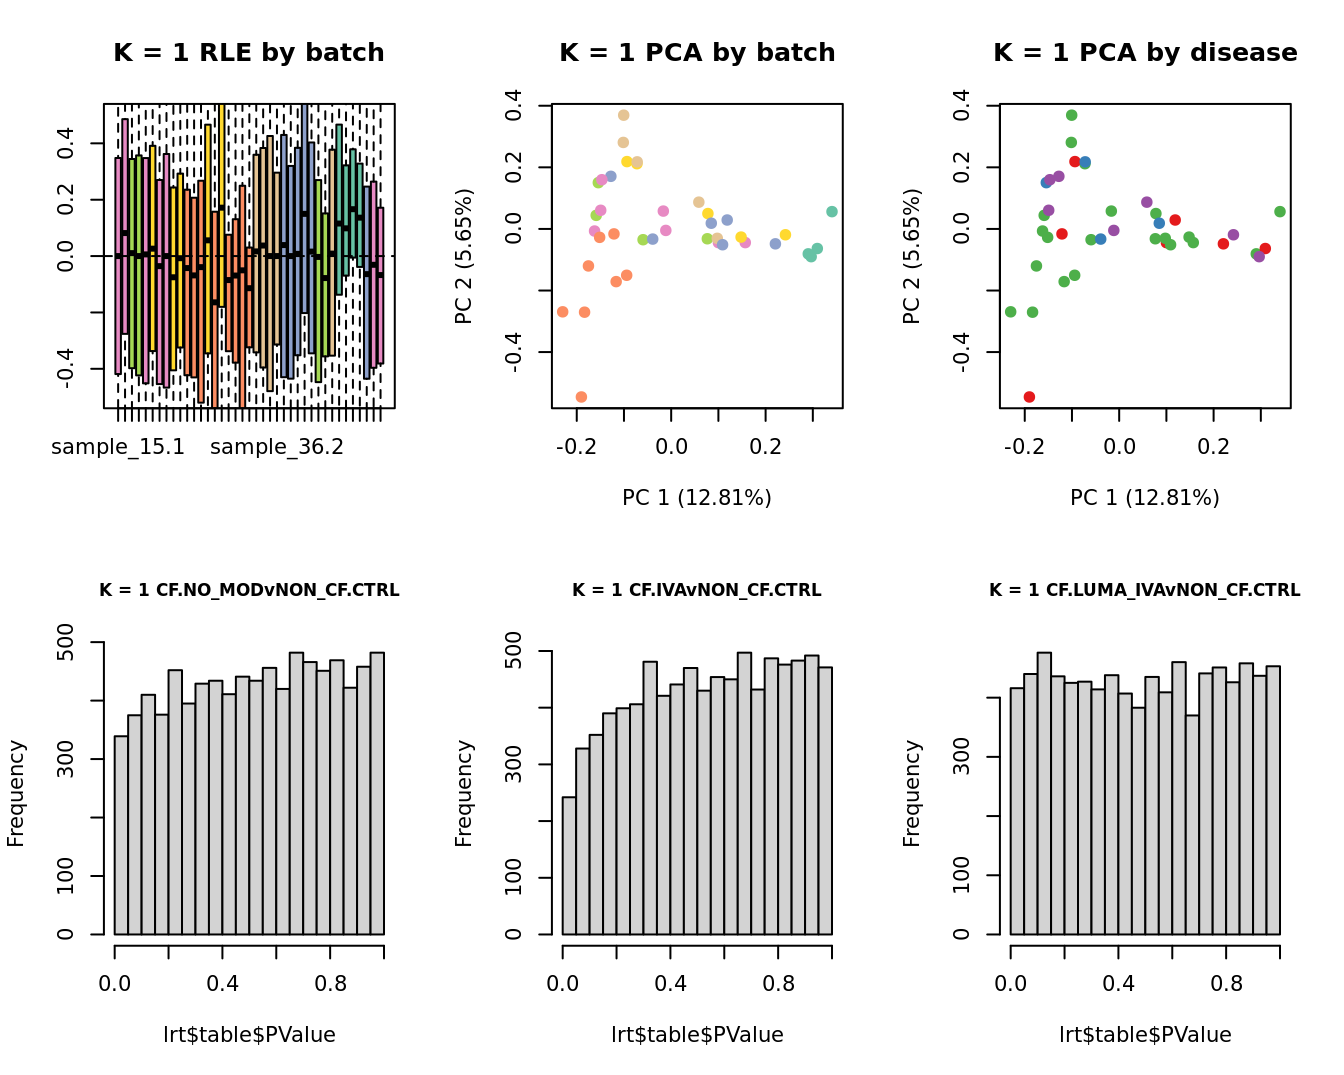 K = 1 RLE by batch
0.4
0.2
0.0
-0.4
sample_15.1 sample_36.2
K = 1 PCA by batch
PC 2 (5.65%)
0.4
0.2
0.0
-0.4
-0.2 0.0 0.2
PC 1 (12.81%)
K = 1 PCA by disease
PC 2 (5.65%)
0.4
0.2
0.0
-0.4
-0.2 0.0 0.2
PC 1 (12.81%)
K = 1 CF.NO_MODvNON_CF.CTRL
Frequency
500
300
100
0
0.0 0.4 0.8
lrt$table$PValue
K = 1 CF.IVAvNON_CF.CTRL
Frequency
500
300
100
0
0.0 0.4 0.8
lrt$table$PValue
K = 1 CF.LUMA_IVAvNON_CF.CTRL
Frequency
300
100
0
0.0 0.4 0.8
lrt$table$PValue